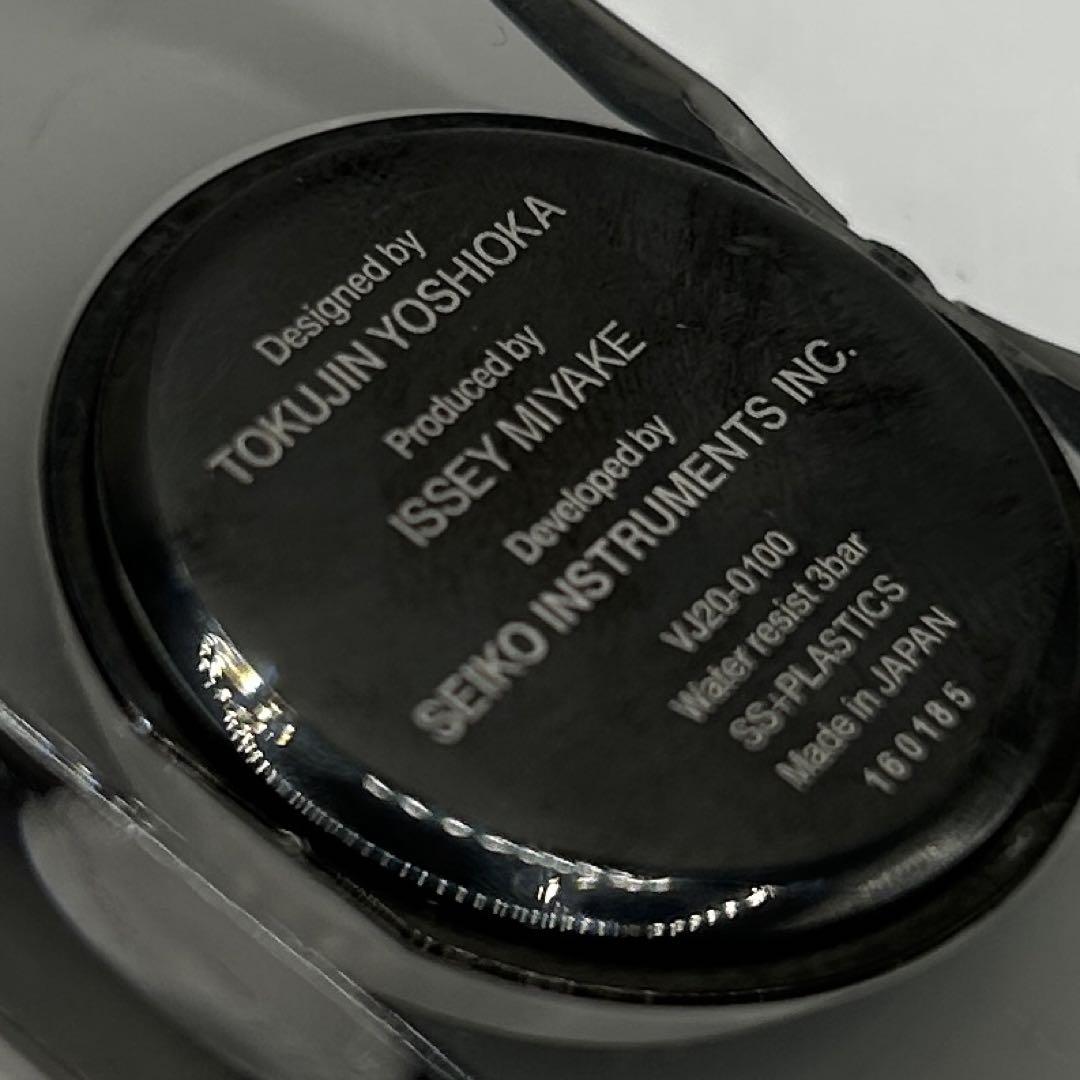 Designed by
TOKUJIN YOSHIOKA
Produced by
ISSEY MIYAKE
Developed by
SEIKO INSTRUMENTS INC.
VJ20-0100
Water resist 3bar
SS+PLASTICS
Made in JAPAN
160185